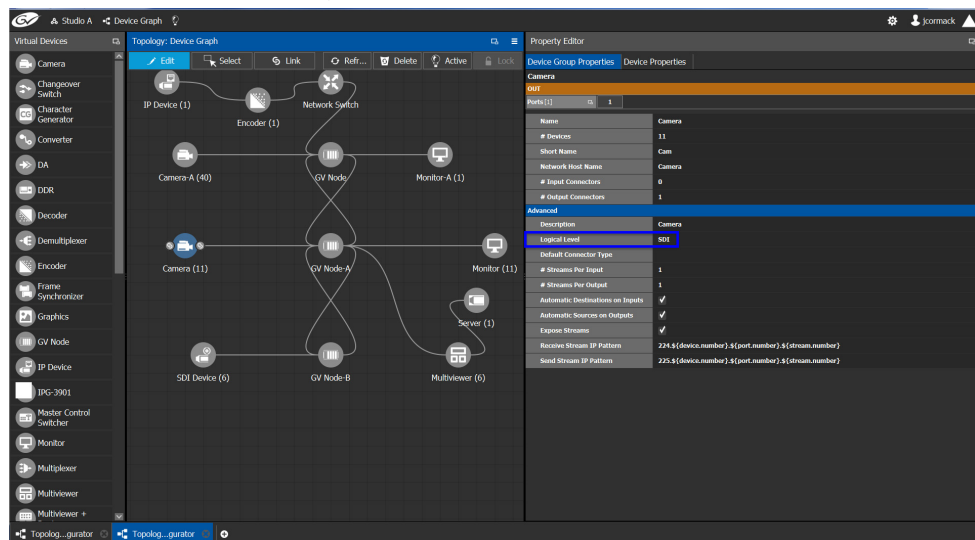 GV Studio A Device Graph jcormack
Virtual Devices
Camera
Changeover
Switch
CG
Character
Generator
Converter
DA
DDR
Decoder
Demultiplexer
Encoder
Frame
Synchronizer
Graphics
GV Node
IP Device
IPG-3901
Master Control
Switcher
Monitor
Multiplexer
Multiviewer
Multiviewer +
Topology: Device Graph
Edit Select Link Refr... Delete Active Lock
IP Device (1)
Encoder (1)
Network Switch
Camera-A (40)
GV Node
Monitor-A (1)
Camera (11)
GV Node-A
Monitor (11)
Server (1)
SDI Device (6)
GV Node-B
Multiviewer (6)
Property Editor
Device Group Properties Device Properties
Camera
OUT
Ports [1] 1
Name Camera
# Devices 11
Short Name Cam
Network Host Name Camera
# Input Connectors 0
# Output Connectors 1
Advanced
Description Camera
Logical Level SDI
Default Connector Type
# Streams Per Input 1
# Streams Per Output 1
Automatic Destinations on Inputs
Automatic Sources on Outputs
Expose Streams
Receive Stream IP Pattern 224.${device.number}.${port.number}.${stream.number}
Send Stream IP Pattern 225.${device.number}.${port.number}.${stream.number}
Topolog...gurator Topolog...gurator